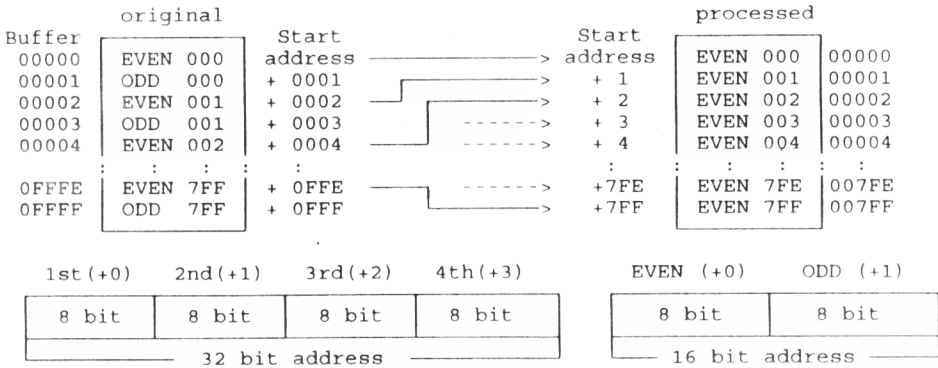 original processed
Buffer Start Start
00000 EVEN 000 address > address EVEN 000 00000
00001 ODD 000 + 0001 > + 1 EVEN 001 00001
00002 EVEN 001 + 0002 > + 2 EVEN 002 00002
00003 ODD 001 + 0003 ------> + 3 EVEN 003 00003
00004 EVEN 002 + 0004 > + 4 EVEN 004 00004
: : : : : : : : : :
0FFFE EVEN 7FF + 0FFE ------> +7FE EVEN 7FE 007FE
0FFFF ODD 7FF + 0FFF > +7FF EVEN 7FF 007FF
1st(+0) 2nd(+1) 3rd(+2) 4th(+3) EVEN (+0) ODD (+1)
8 bit 8 bit 8 bit 8 bit 8 bit 8 bit
32 bit address 16 bit address